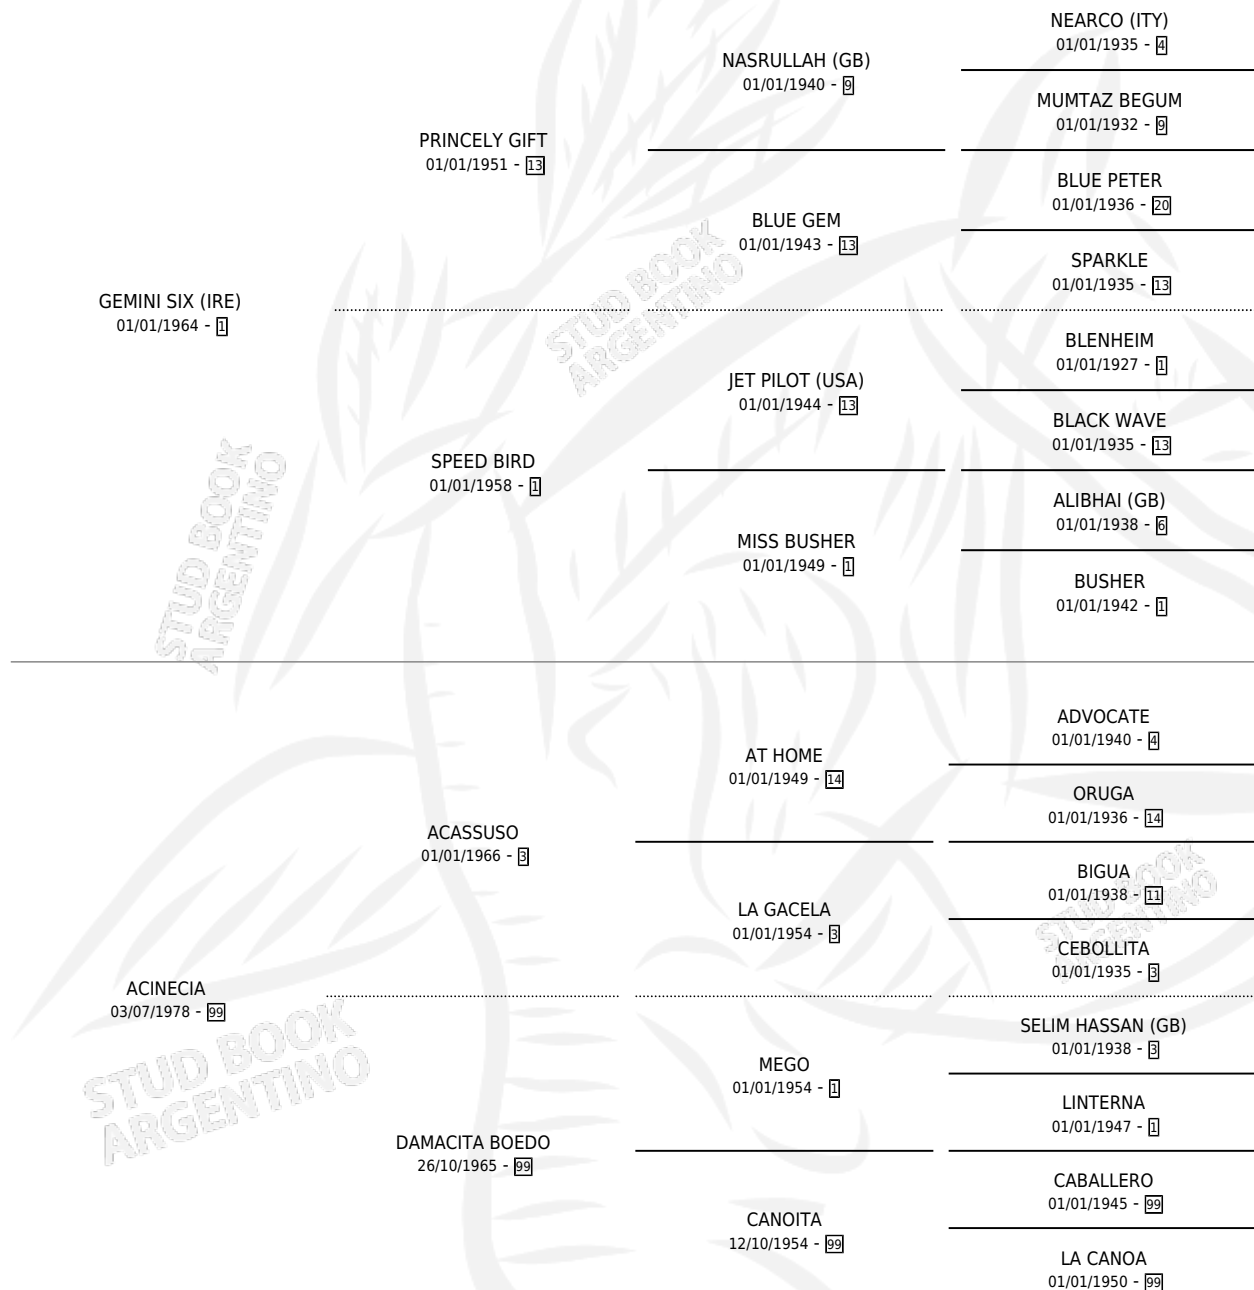 NEARCO (ITY)
01/01/1935 - 4
NASRULLAH (GB)
01/01/1940 - 9
MUMTAZ BEGUM
01/01/1932 - 9
PRINCELY GIFT
01/01/1951 - 13
BLUE PETER
01/01/1936 - 20
BLUE GEM
01/01/1943 - 13
SPARKLE
01/01/1935 - 13
GEMINI SIX (IRE)
01/01/1964 - 1
STUD BOOK
ARGENTINO
BLENHEIM
01/01/1927 - 1
JET PILOT (USA)
01/01/1944 - 13
BLACK WAVE
01/01/1935 - 13
SPEED BIRD
01/01/1958 - 1
ALIBHAI (GB)
01/01/1938 - 6
MISS BUSHER
01/01/1949 - 1
BUSHER
01/01/1942 - 1
STUD BOOK
ARGENTINO
ADVOCATE
01/01/1940 - 4
AT HOME
01/01/1949 - 14
ORUGA
01/01/1936 - 14
ACASSUSO
01/01/1966 - 3
BIGUA
01/01/1938 - 11
LA GACELA
01/01/1954 - 3
STUD BOOK
ARGENTINO
CEBOLLITA
01/01/1935 - 3
ACINECIA
03/07/1978 - 99
SELIM HASSAN (GB)
01/01/1938 - 3
MEGO
01/01/1954 - 1
LINTERNA
01/01/1947 - 1
STUD BOOK
ARGENTINO
DAMACITA BOEDO
26/10/1965 - 99
CABALLERO
01/01/1945 - 99
CANOITA
12/10/1954 - 99
LA CANOA
01/01/1950 - 99